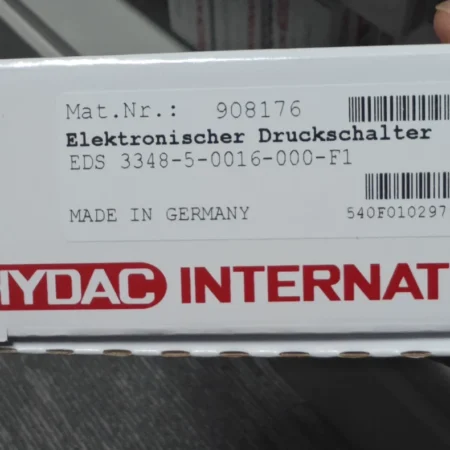 Mat.Nr.: 908176
Elektronischer Druckschalter
EDS 3348-5-0016-000-F1
MADE IN GERMANY 540F010297
HYDAC INTERNAT